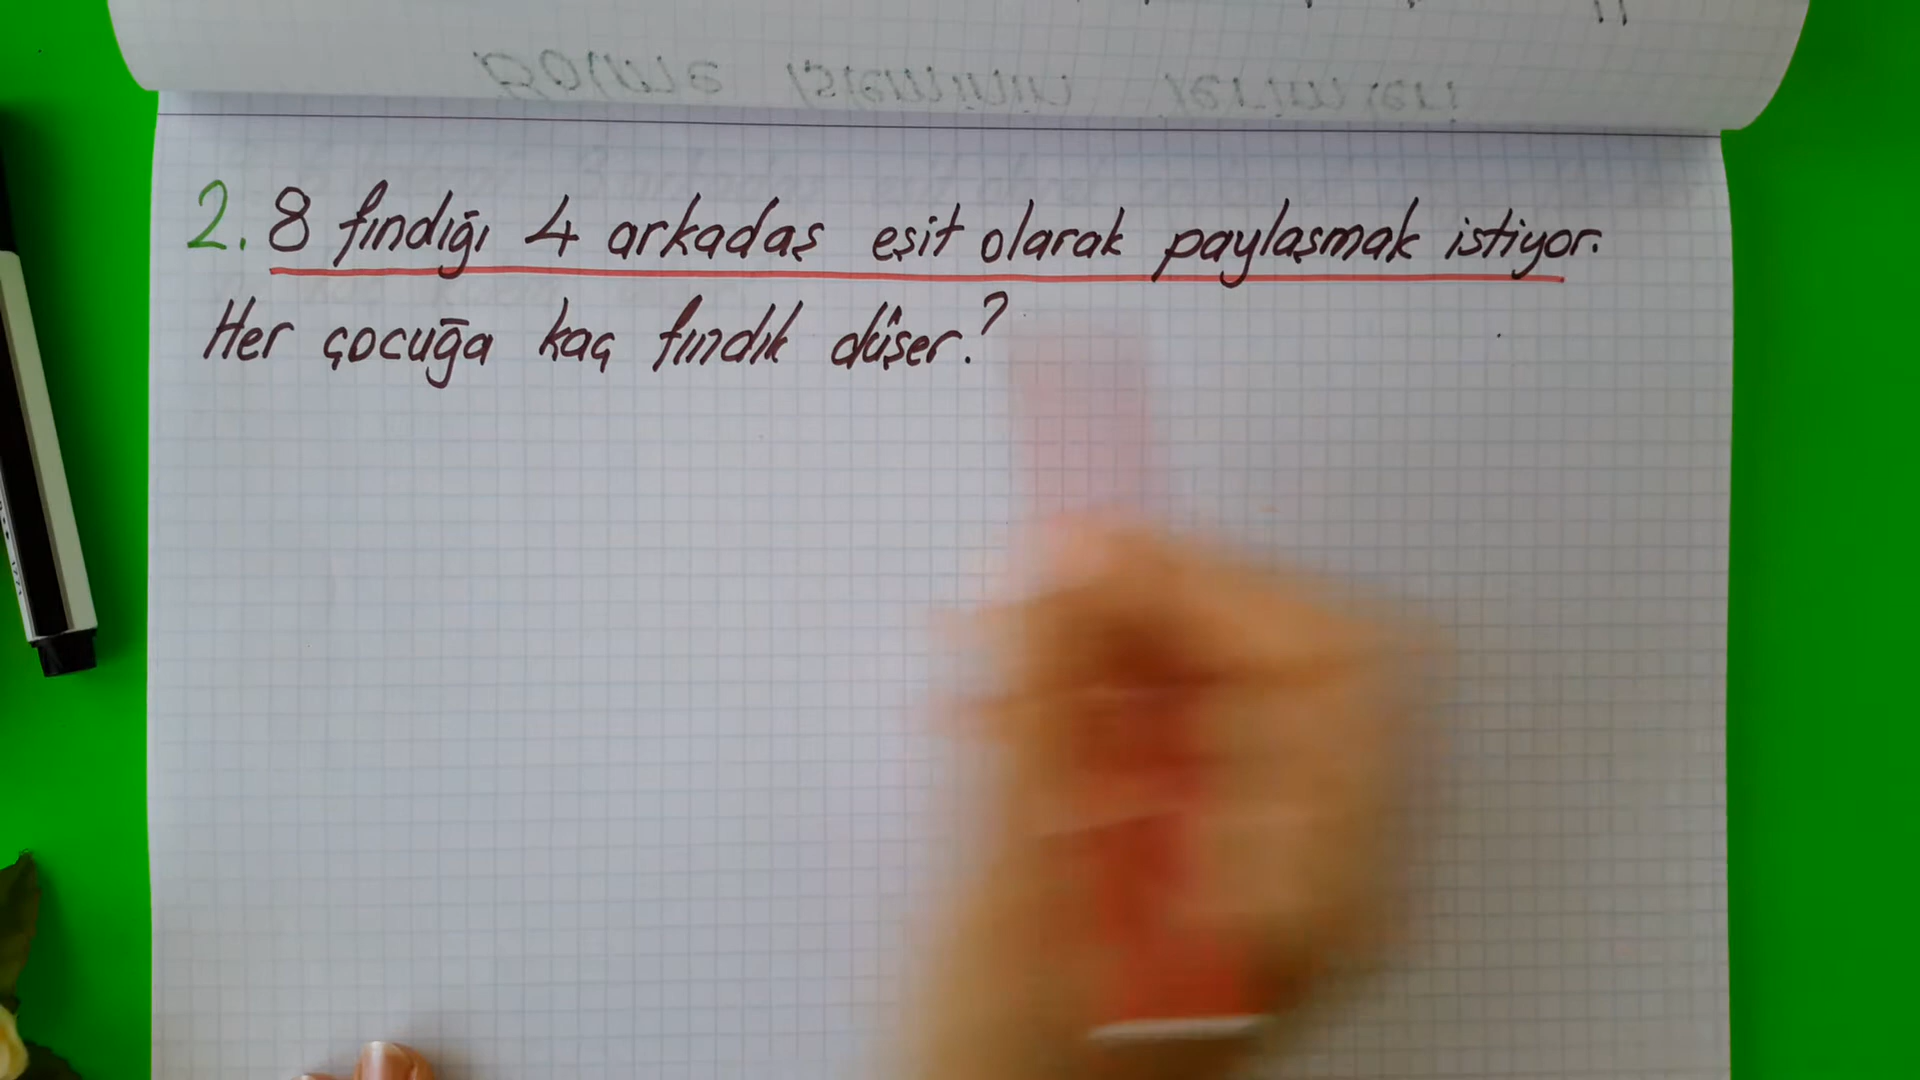 2. 8 fındığı 4 arkadaş eşit olarak paylaşmak istiyor.
Her çocuğa kaç fındık düşer?